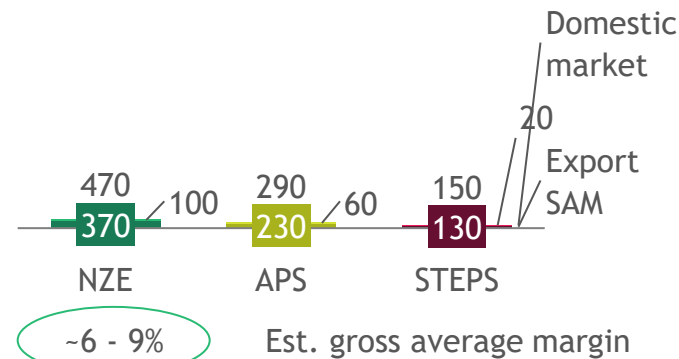 Domestic
market
20
Export
SAM
470
290
150
100
60
370
230
130
NZE
APS
STEPS
~6 - 9%
Est. gross average margin